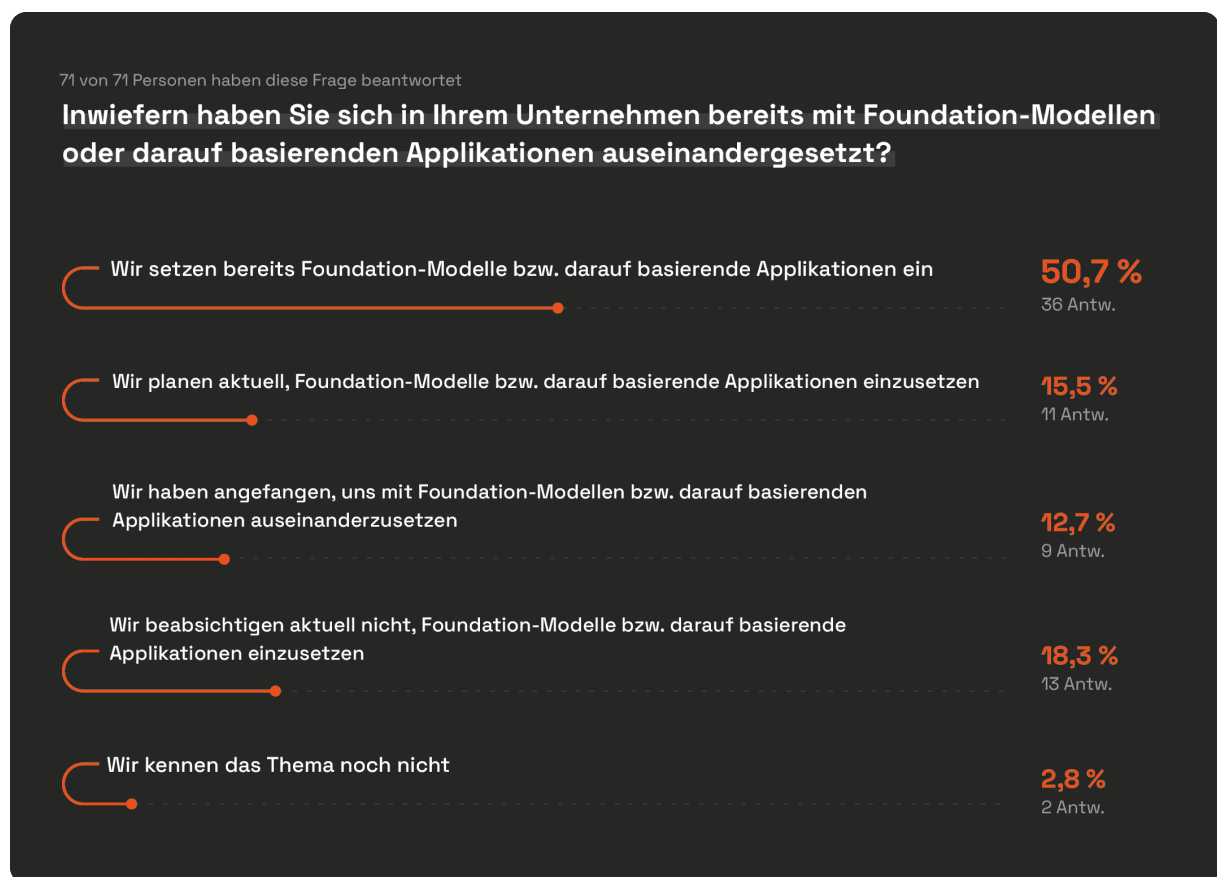 71 von 71 Personen haben diese Frage beantwortet
Inwiefern haben Sie sich in Ihrem Unternehmen bereits mit Foundation-Modellen
oder darauf basierenden Applikationen auseinandergesetzt?
Wir setzen bereits Foundation-Modelle bzw. darauf basierende Applikationen ein
50,7 %
36 Antw.
Wir planen aktuell, Foundation-Modelle bzw. darauf basierende Applikationen einzusetzen
15,5 %
11 Antw.
Wir haben angefangen, uns mit Foundation-Modellen bzw. darauf basierenden
Applikationen auseinanderzusetzen
12,7 %
9 Antw.
Wir beabsichtigen aktuell nicht, Foundation-Modelle bzw. darauf basierende
Applikationen einzusetzen
18,3 %
13 Antw.
Wir kennen das Thema noch nicht
2,8 %
2 Antw.